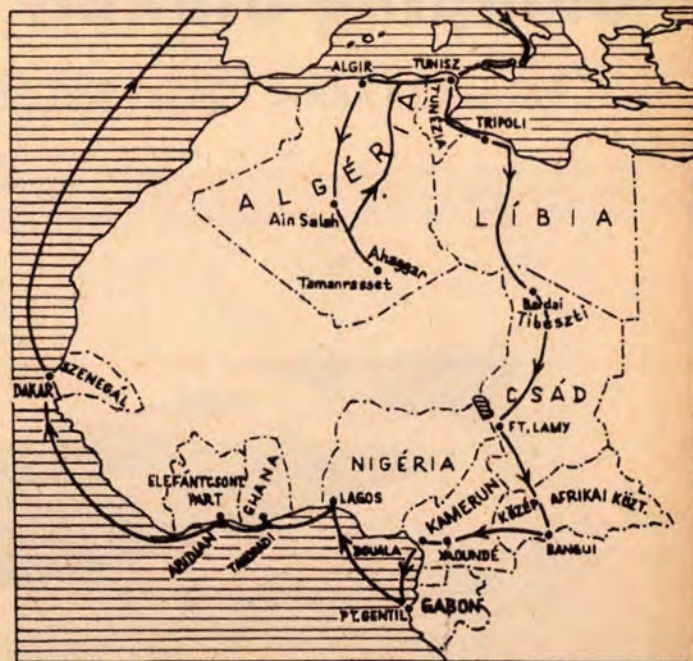 ALGIR
TUNISZ
TUNÉZIA
TRIPOLI
ALGÉRIA
Ain Salah
LÍBIA
Ahaggar
Tamanrasset
Bardai
Tibeszti
SZENEGÁL
DAKAR
CSÁD
FT. LAMY
NIGÉRIA
ELEFÁNTCSONT
PART
GHANA
LAGOS
KAMERUN
KÖZÉP
AFRIKAI KÖZT.
ABIDJAN
TAKORADI
DOUALA
YAOUNDÉ
BANGUI
PT. GENTIL
GABON